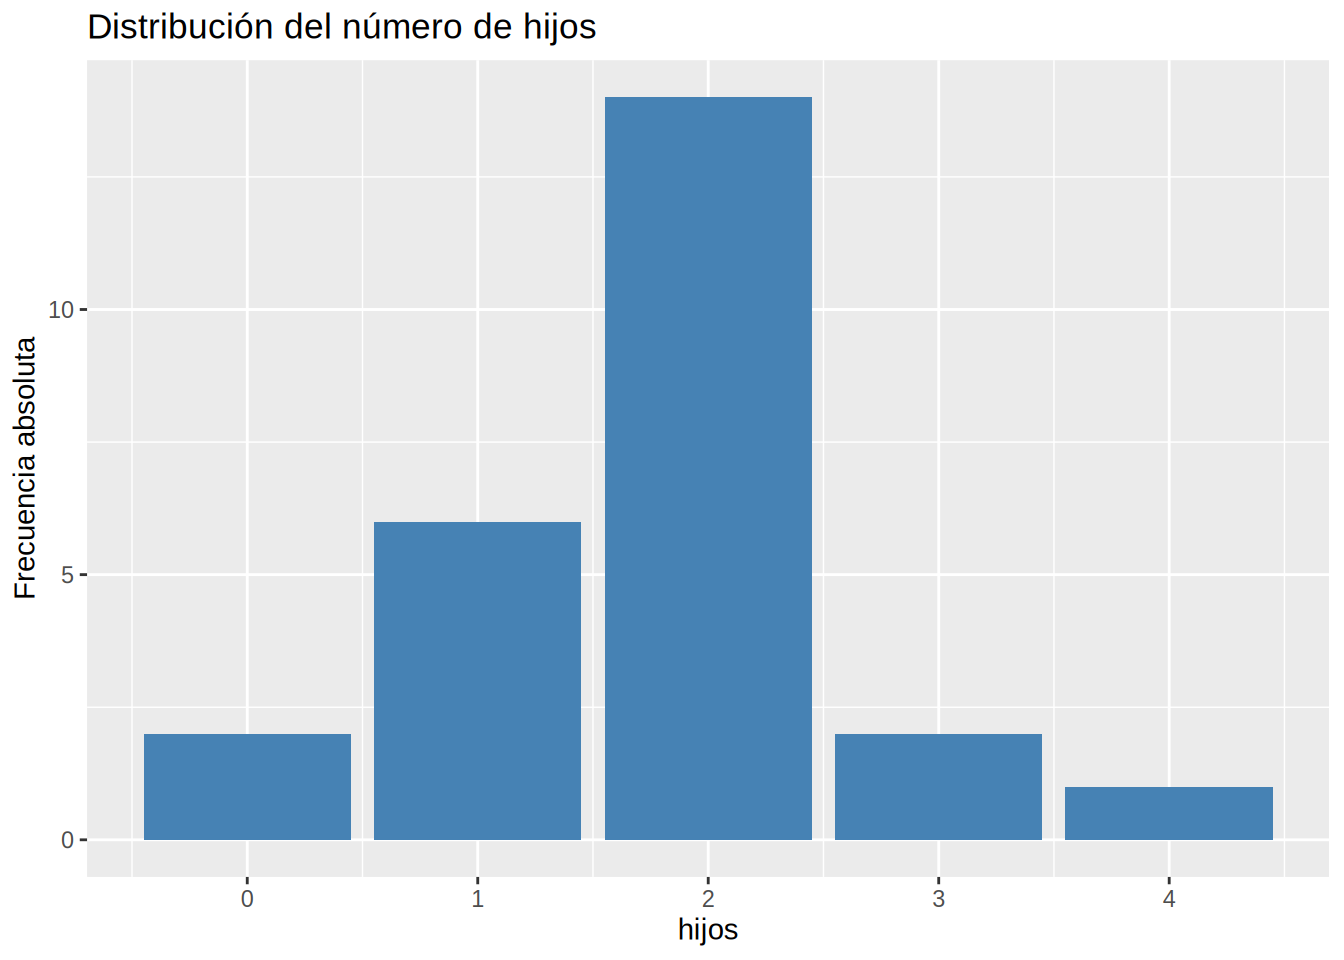 Distribución del número de hijos
Frecuencia absoluta
10
5
0
0 1 2 3 4
hijos